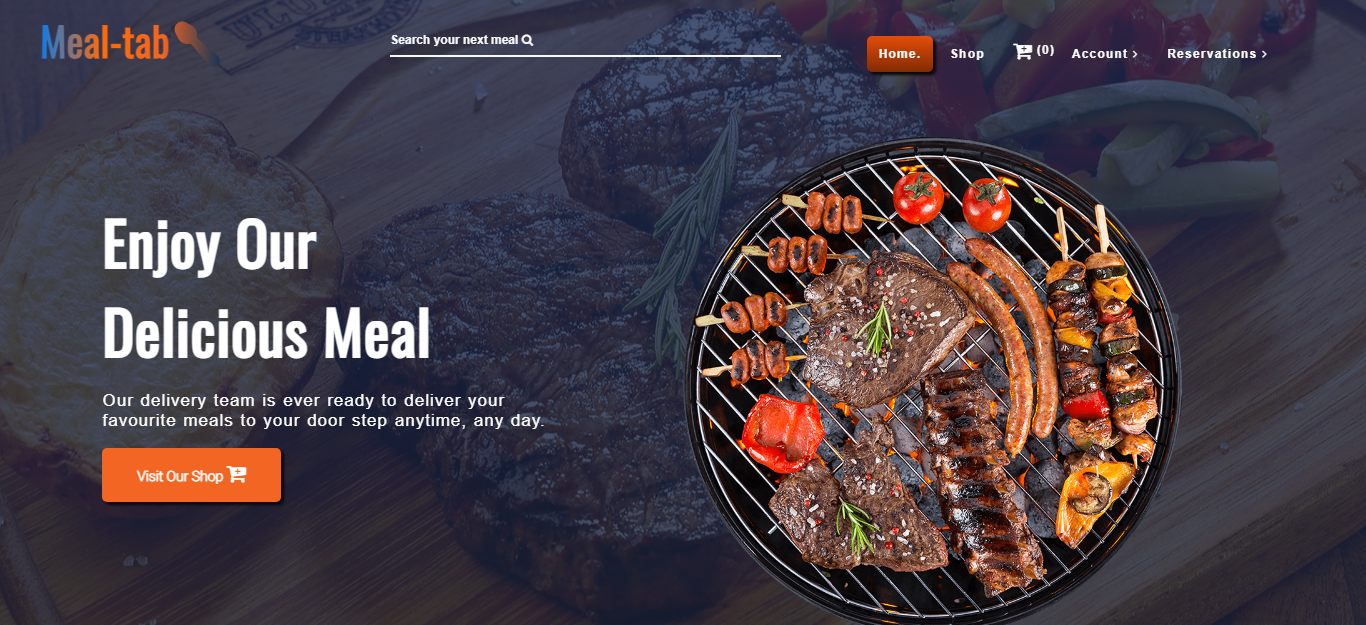 Meal-tab
Search your next meal
Home.
Shop
(0)
Account
Reservations
Enjoy Our
Delicious Meal
Our delivery team is ever ready to deliver your
favourite meals to your door step anytime, any day.
Visit Our Shop